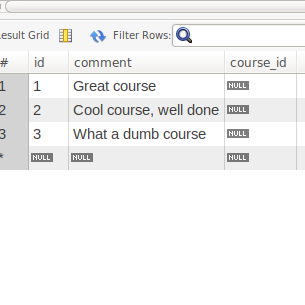 esult Grid Filter Rows:
# id comment course_id
1 1 Great course NULL
2 2 Cool course, well done NULL
3 3 What a dumb course NULL
* NULL NULL NULL